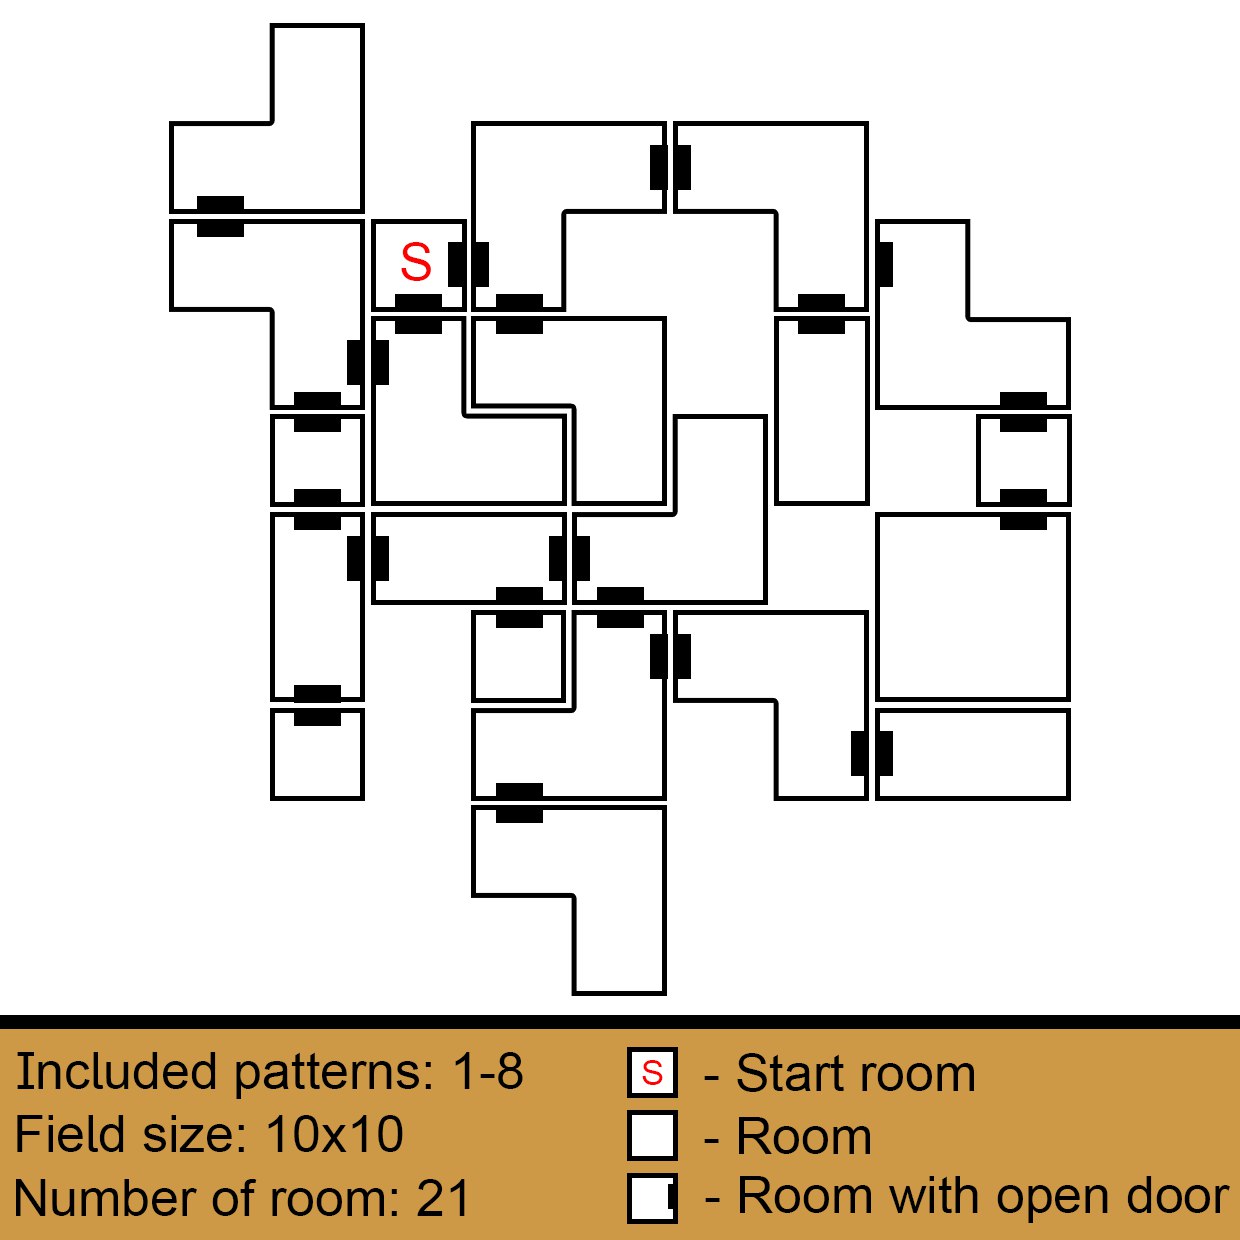 S
Included patterns: 1-8
Field size: 10x10
Number of room: 21
S - Start room
- Room
- Room with open door